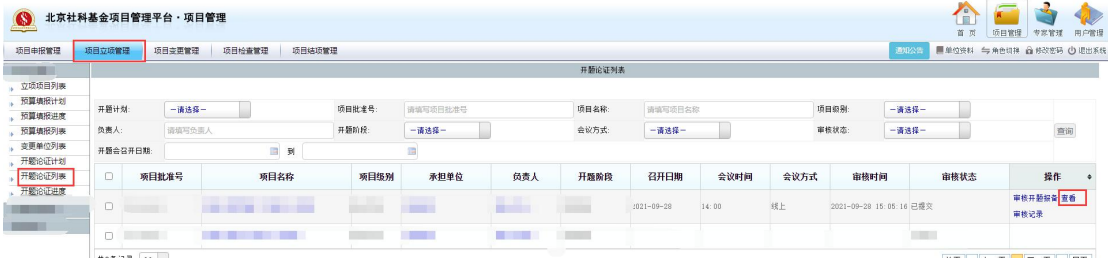 北京社科基金项目管理平台·项目管理
首 页 项目管理 专家管理 用户管理
项目申报管理 项目立项管理 项目变更管理 项目检查管理 项目结项管理
通知公告 单位资料 角色切换 修改密码 退出系统
开题论证列表
立项项目列表
预算填报计划
预算填报进度
预算填报列表
变更单位列表
开题论证计划
开题论证列表
开题论证进度
开题计划: -请选择- 项目批准号: 请填写项目批准号 项目名称: 请填写项目名称 项目级别: -请选择-
负责人: 请填写负责人 开题阶段: -请选择- 会议方式: -请选择- 审核状态: -请选择- 查询
开题会召开日期: 到
项目批准号 项目名称 项目级别 承担单位 负责人 开题阶段 召开日期 会议时间 会议方式 审核时间 审核状态 操作
2021-09-28 14:00 线上 2021-09-28 15:05:16 已提交 审核开题报备 查看
审核记录